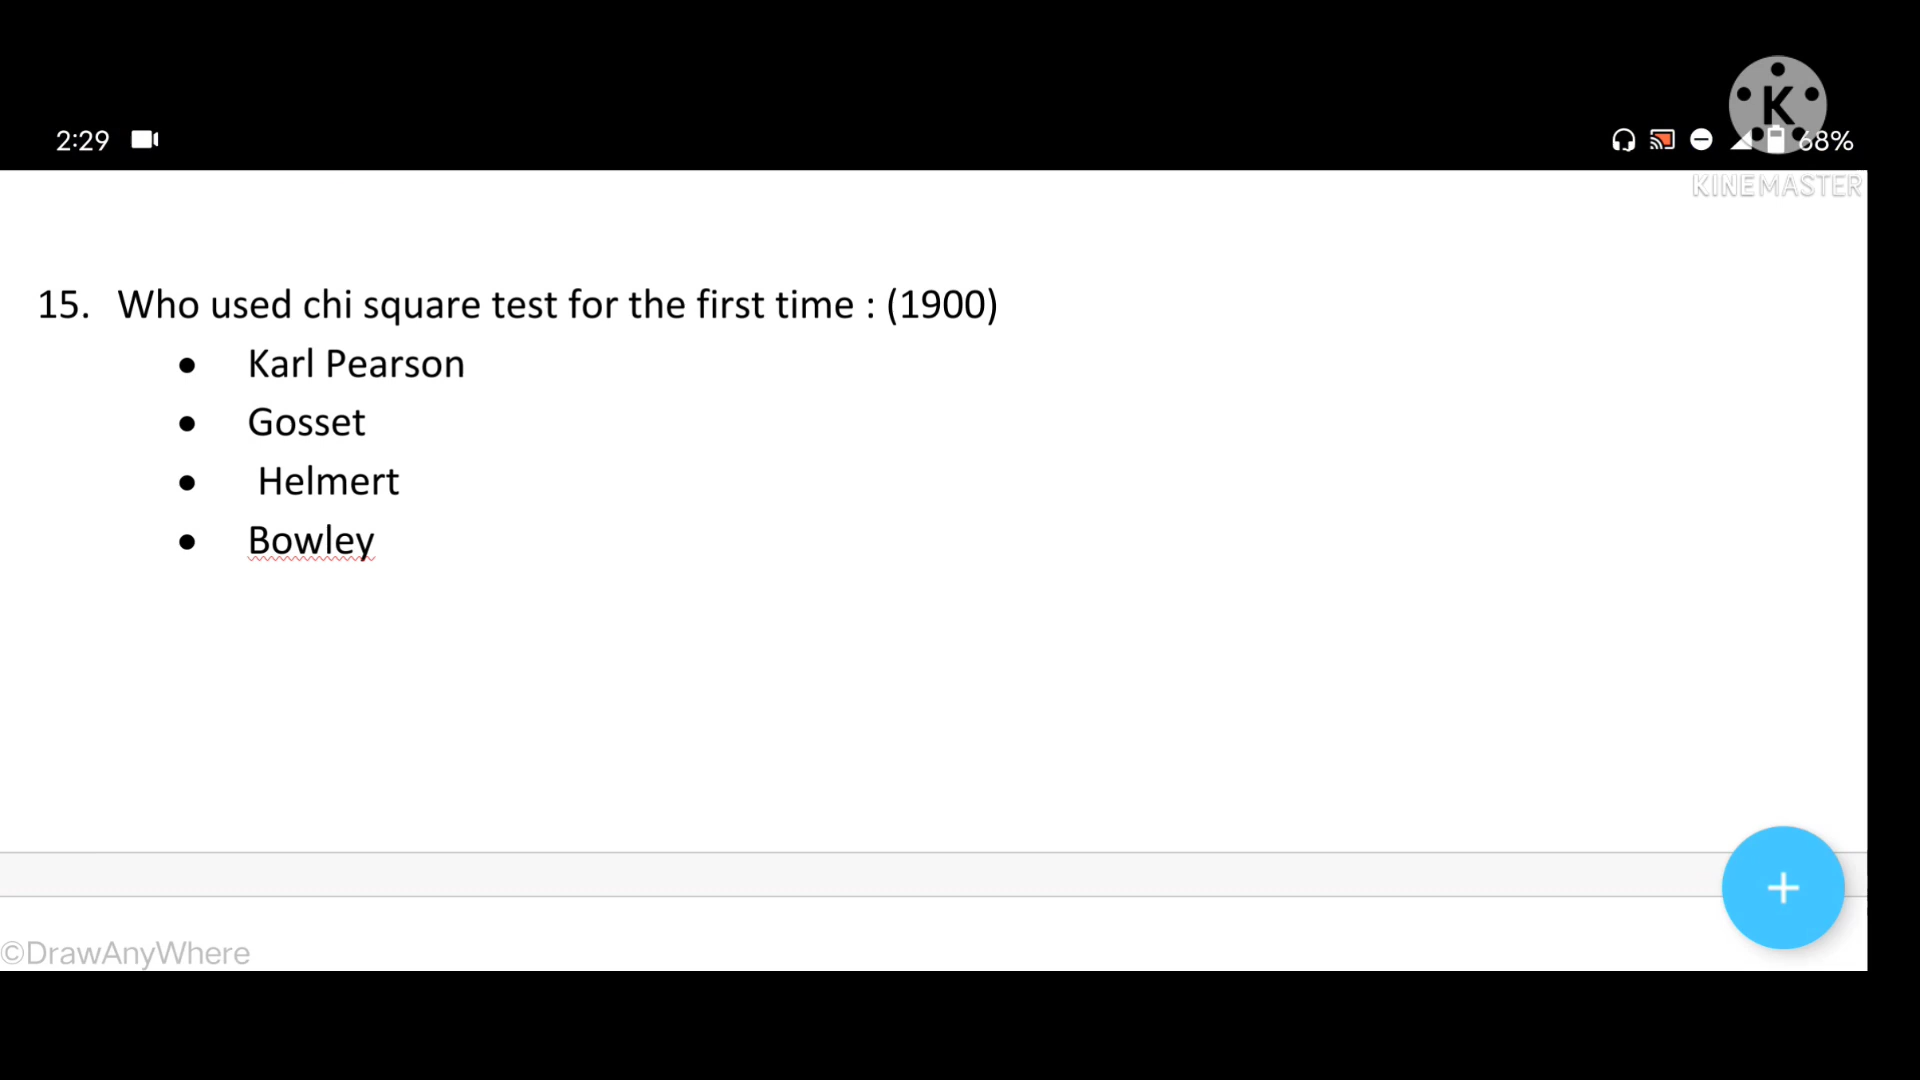 2:29
68%
KINEMASTER
15. Who used chi square test for the first time : (1900)
• Karl Pearson
• Gosset
• Helmert
• Bowley
©DrawAnyWhere